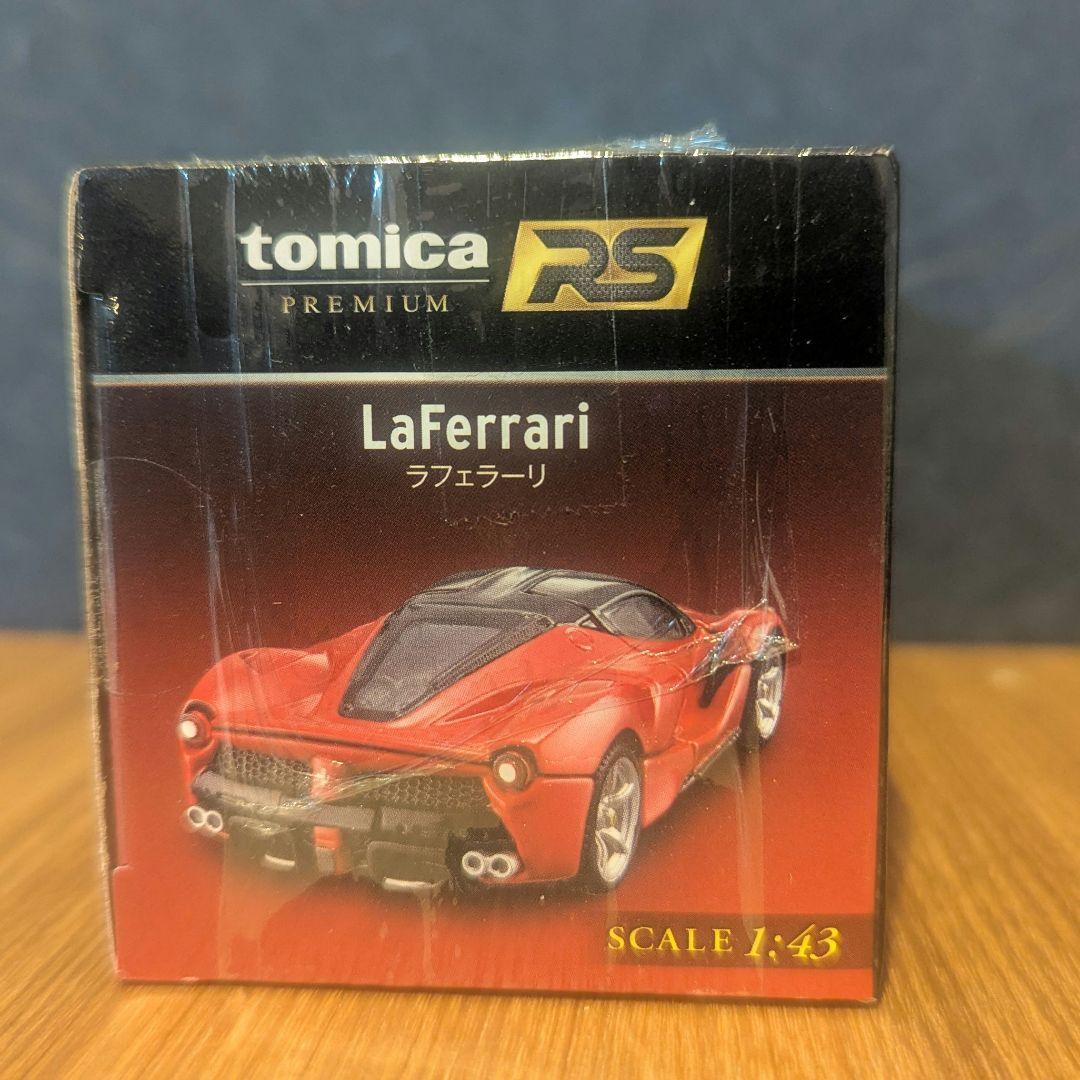 tomica RS
PREMIUM
LaFerrari
ラフェラーリ
SCALE 1:43